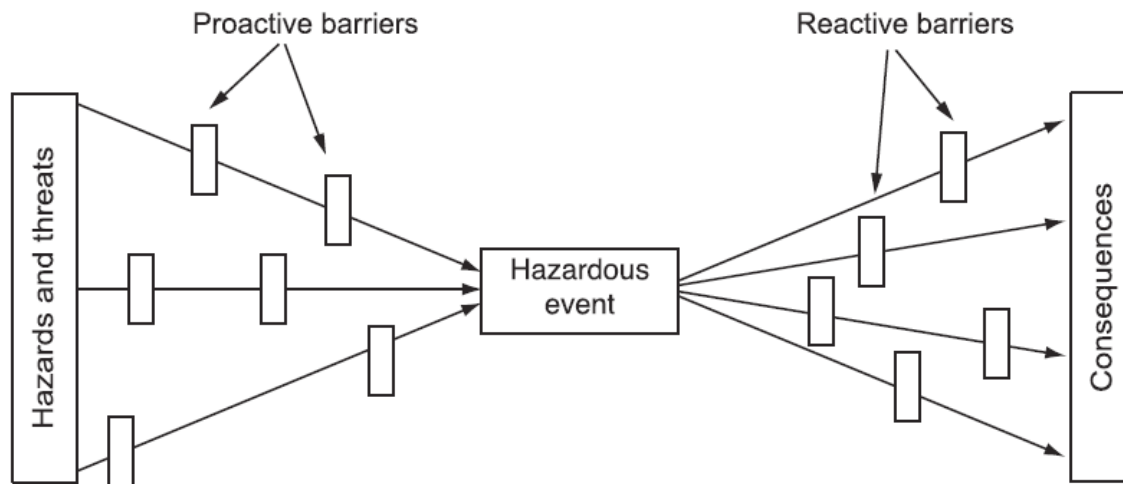 Proactive barriers
Reactive barriers
Hazards and threats
Hazardous
event
Consequences